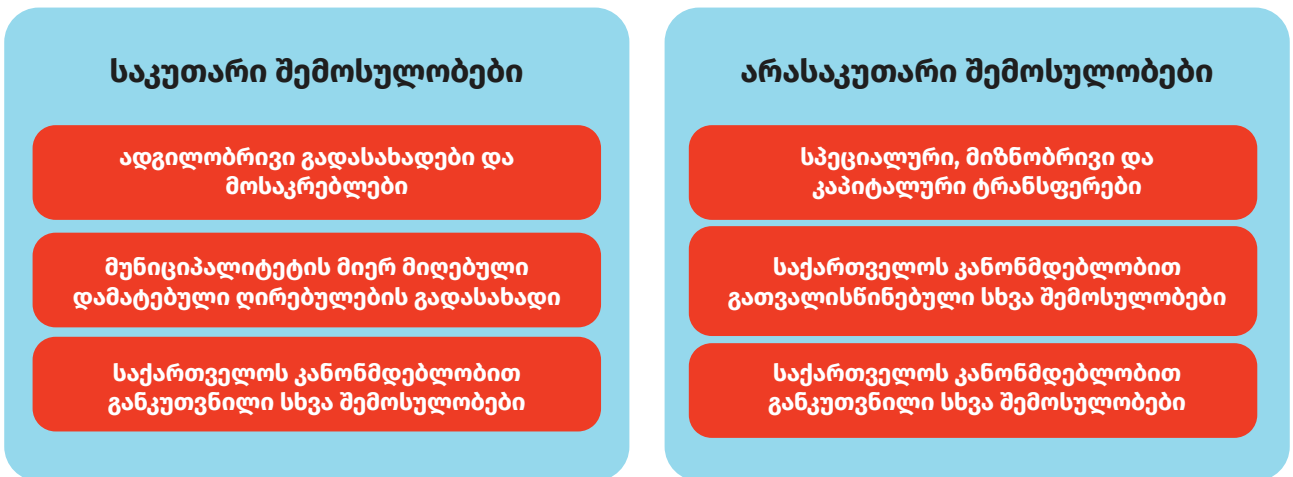 საკუთარი შემოსულობები
ადგილობრივი გადასახადები და
მოსაკრებლები
მუნიციპალიტეტის მიერ მიღებული
დამატებული ღირებულების გადასახადი
საქართველოს კანონმდებლობით
განკუთვნილი სხვა შემოსულობები
არასაკუთარი შემოსულობები
სპეციალური, მიზნობრივი და
კაპიტალური ტრანსფერები
საქართველოს კანონმდებლობით
გათვალისწინებული სხვა შემოსულობები
საქართველოს კანონმდებლობით
განკუთვნილი სხვა შემოსულობები